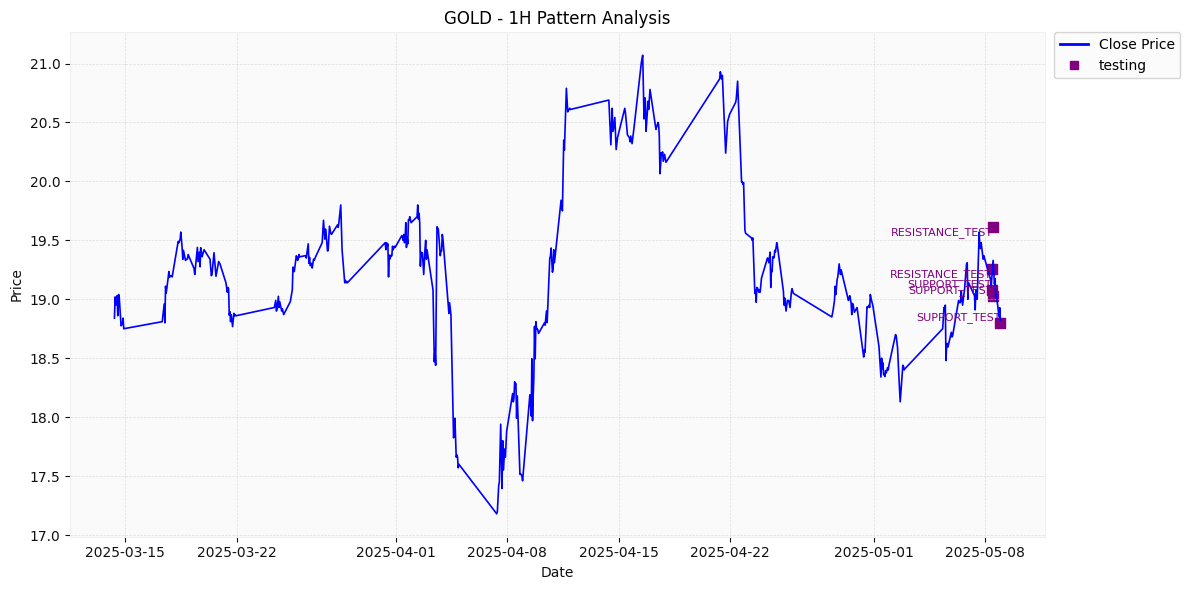 GOLD - 1H Pattern Analysis
Close Price
testing
Price
21.0
20.5
20.0
19.5
19.0
18.5
18.0
17.5
17.0
RESISTANCE_TEST
RESISTANCE_TEST
SUPPORT_TEST
SUPPORT_TEST
SUPPORT_TEST
2025-03-15
2025-03-22
2025-04-01
2025-04-08
2025-04-15
2025-04-22
2025-05-01
2025-05-08
Date